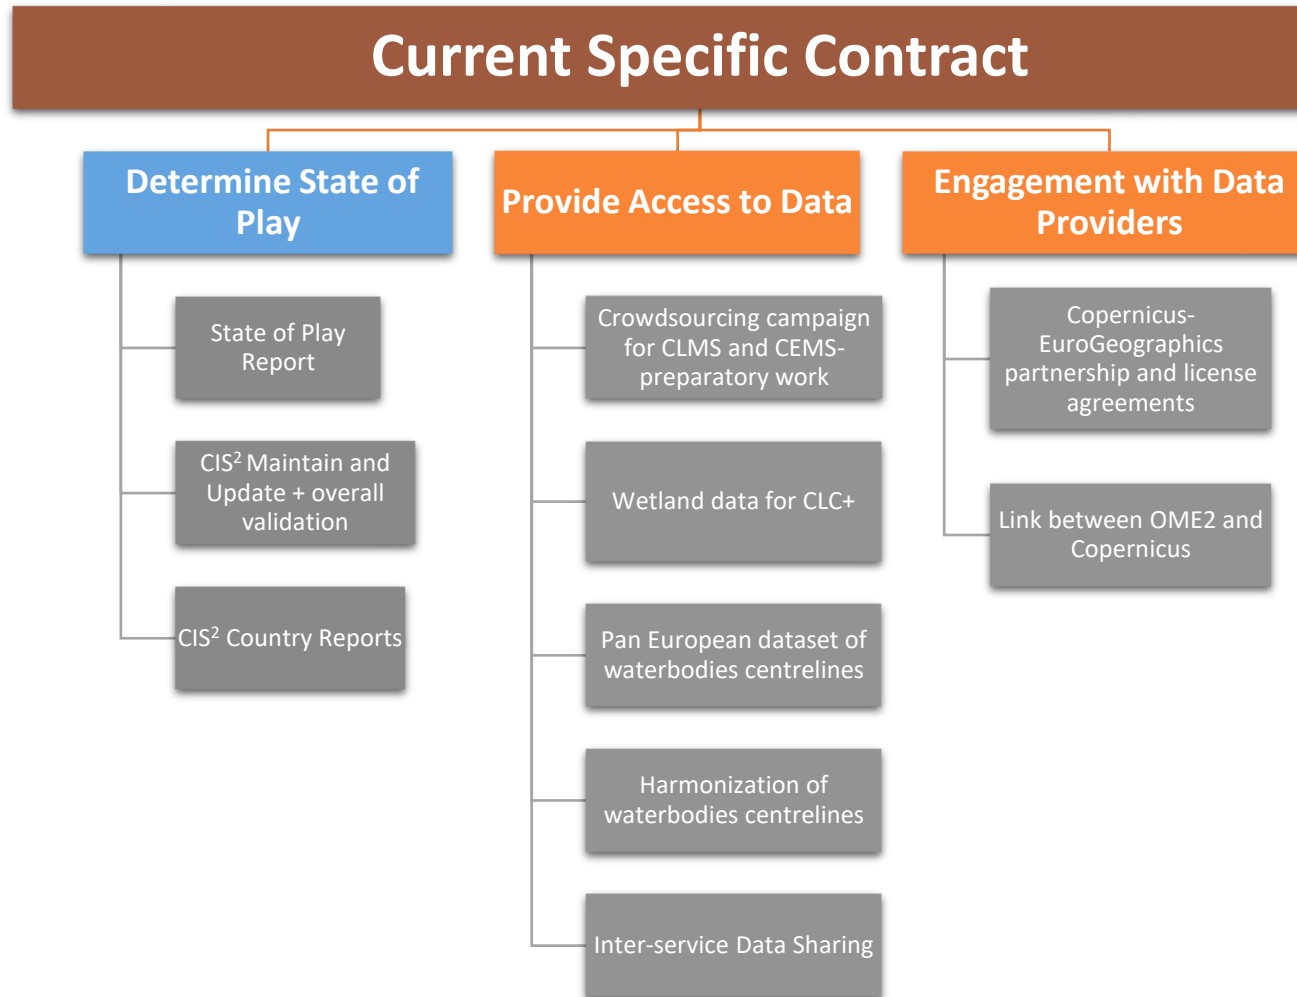 Current Specific Contract
Determine State of
Play
State of Play
Report
CIS² Maintain and
Update + overall
validation
CIS² Country Reports
Provide Access to Data
Crowdsourcing campaign
for CLMS and CEMS-
preparatory work
Wetland data for CLC+
Pan European dataset of
waterbodies centrelines
Harmonization of
waterbodies centrelines
Inter-service Data Sharing
Engagement with Data
Providers
Copernicus-
EuroGeographics
partnership and license
agreements
Link between OME2 and
Copernicus